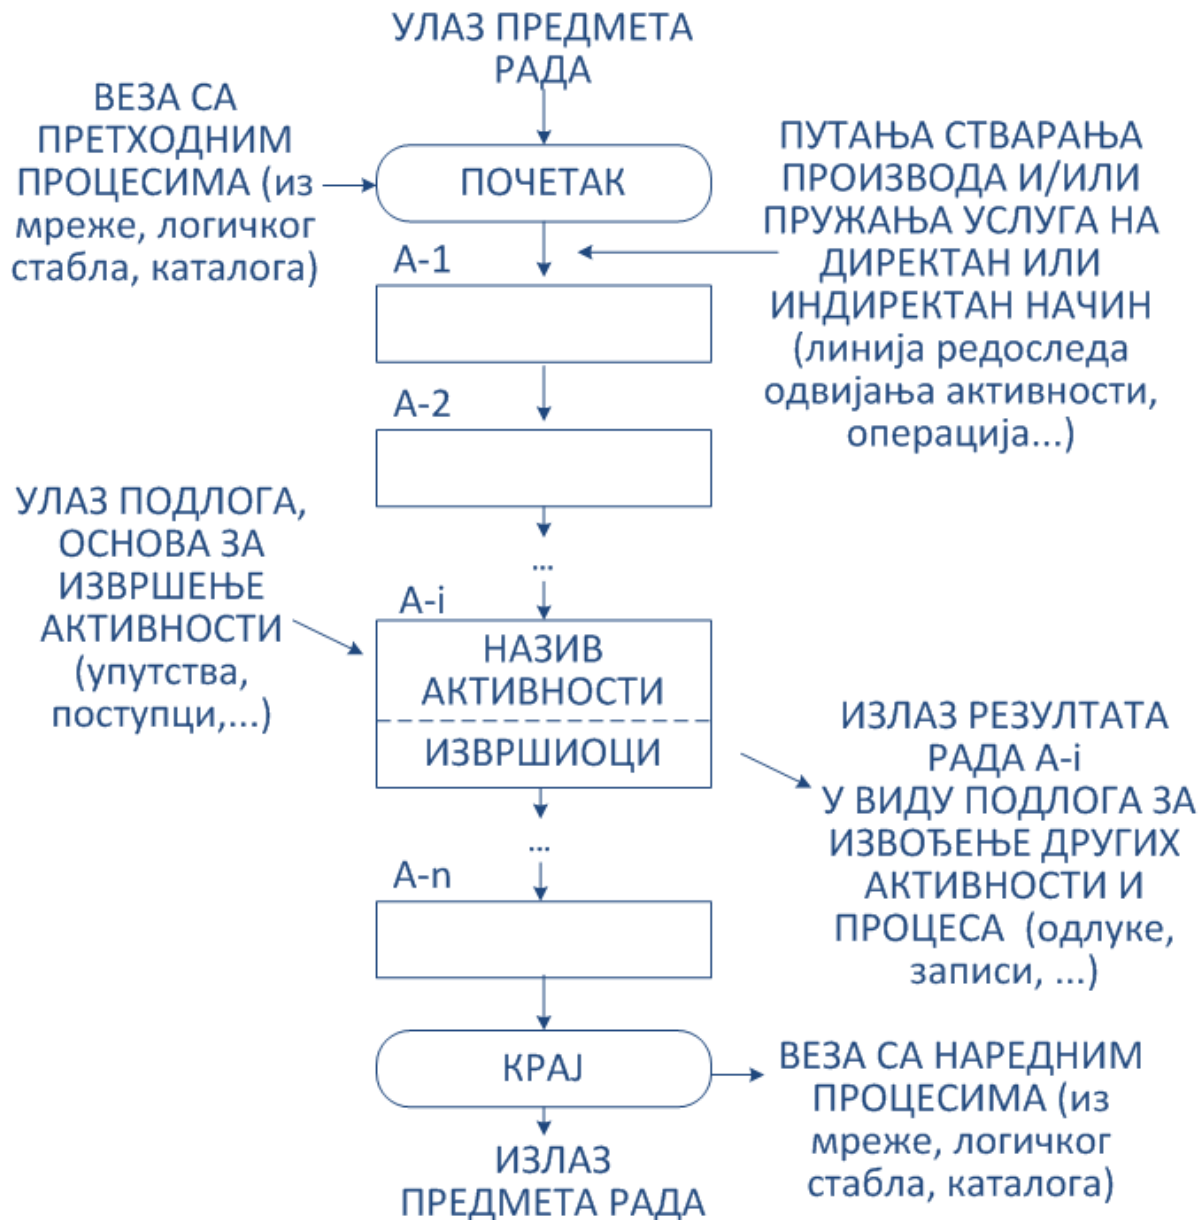 УЛАЗ ПРЕДМЕТА
РАДА
ВЕЗА СА
ПРЕТХОДНИМ
ПРОЦЕСИМА (из
мреже, логичког
стабла, каталога)
ПОЧЕТАК
ПУТАЊА СТВАРАЊА
ПРОИЗВОДА И/ИЛИ
ПРУЖАЊА УСЛУГА НА
ДИРЕКТАН ИЛИ
ИНДИРЕКТАН НАЧИН
(линија редоследа
одвијања активности,
операција...)
А-1
А-2
...
УЛАЗ ПОДЛОГА,
ОСНОВА ЗА
ИЗВРШЕЊЕ
АКТИВНОСТИ
(упутства,
поступци,...)
А-i
НАЗИВ
АКТИВНОСТИ
ИЗВРШИОЦИ
ИЗЛАЗ РЕЗУЛТАТА
РАДА А-i
У ВИДУ ПОДЛОГА ЗА
ИЗВОЂЕЊЕ ДРУГИХ
АКТИВНОСТИ И
ПРОЦЕСА (одлуке,
записи, ...)
...
А-n
КРАЈ
ВЕЗА СА НАРЕДНИМ
ПРОЦЕСИМА (из
мреже, логичког
стабла, каталога)
ИЗЛАЗ
ПРЕДМЕТА РАДА